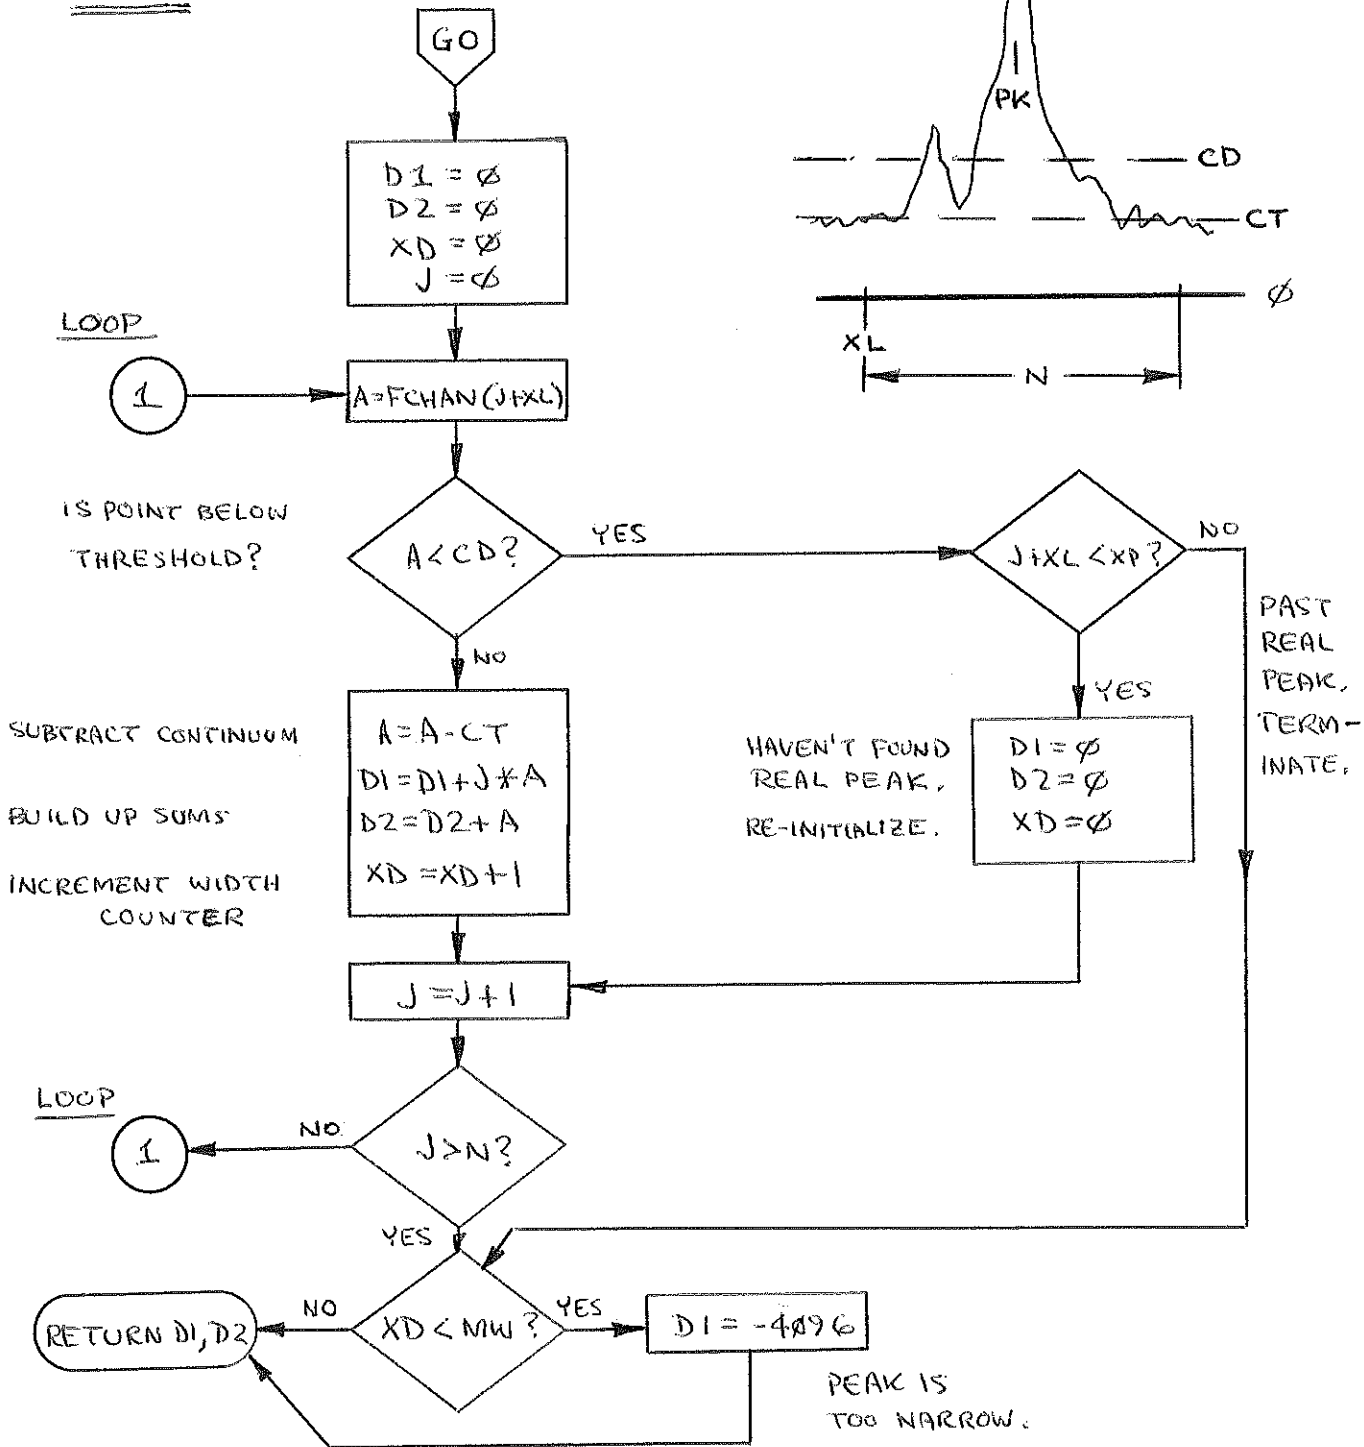 GO
PK
CD
CT
Ø
XL
N
D1 = Ø
D2 = Ø
XD = Ø
J = Ø
LOOP
1
A=FCHAN(J+XL)
IS POINT BELOW
THRESHOLD?
A < CD?
YES
J+XL < XP?
NO
PAST
REAL
PEAK.
TERM-
INATE.
NO
YES
SUBTRACT CONTINUUM
A = A - CT
D1 = D1 + J * A
BUILD UP SUMS
D2 = D2 + A
INCREMENT WIDTH
COUNTER
XD = XD + 1
HAVEN'T FOUND
REAL PEAK.
RE-INITIALIZE.
D1 = Ø
D2 = Ø
XD = Ø
J = J + 1
LOOP
1
NO
J > N?
YES
RETURN D1, D2
NO
XD < MW?
YES
D1 = -4Ø96
PEAK IS
TOO NARROW.